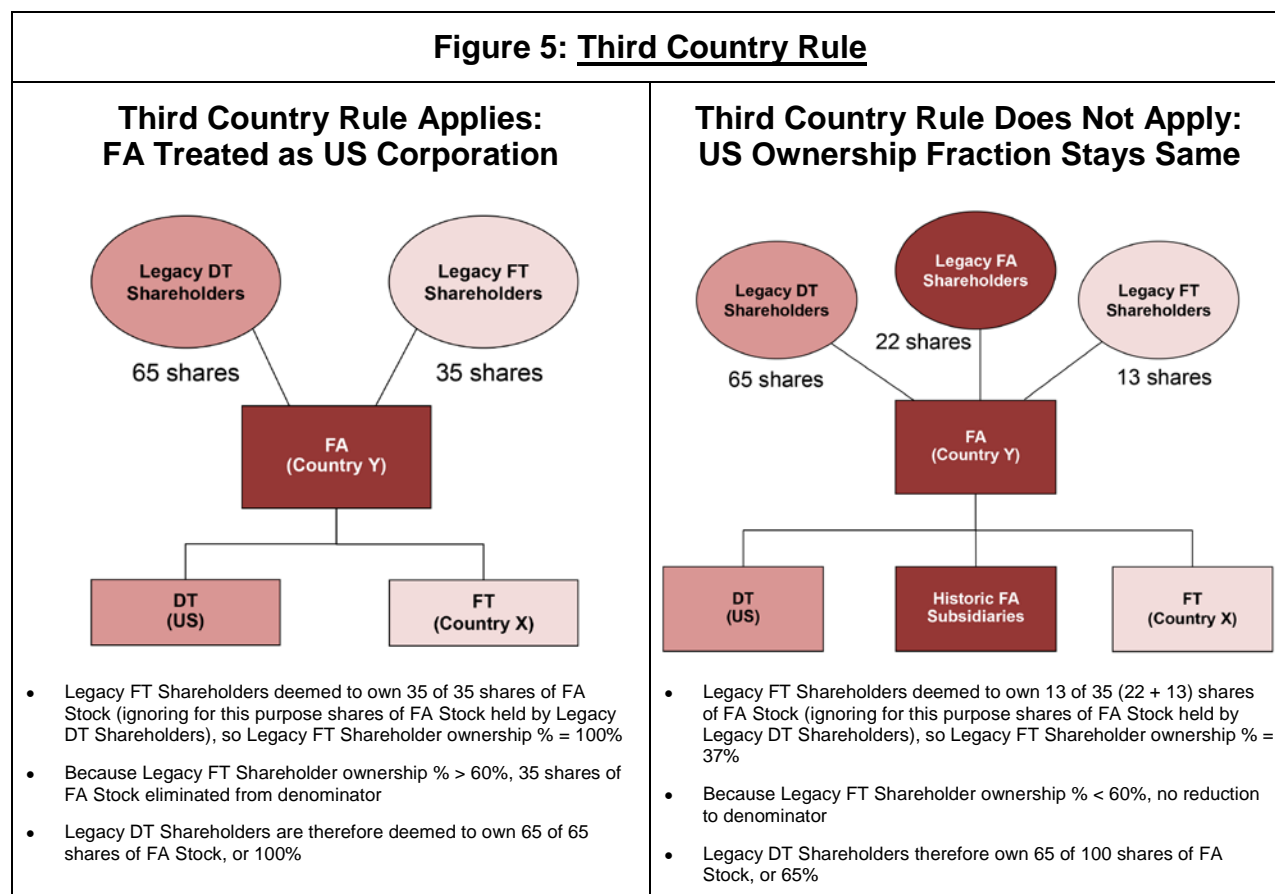 Figure 5: Third Country Rule
Third Country Rule Applies:
FA Treated as US Corporation
Legacy DT
Shareholders
Legacy FT
Shareholders
65 shares
35 shares
FA
(Country Y)
DT
(US)
FT
(Country X)
• Legacy FT Shareholders deemed to own 35 of 35 shares of FA
Stock (ignoring for this purpose shares of FA Stock held by Legacy
DT Shareholders), so Legacy FT Shareholder ownership % = 100%
• Because Legacy FT Shareholder ownership % > 60%, 35 shares of
FA Stock eliminated from denominator
• Legacy DT Shareholders are therefore deemed to own 65 of 65
shares of FA Stock, or 100%
Third Country Rule Does Not Apply:
US Ownership Fraction Stays Same
Legacy DT
Shareholders
Legacy FA
Shareholders
Legacy FT
Shareholders
65 shares
22 shares
13 shares
FA
(Country Y)
DT
(US)
Historic FA
Subsidiaries
FT
(Country X)
• Legacy FT Shareholders deemed to own 13 of 35 (22 + 13) shares
of FA Stock (ignoring for this purpose shares of FA Stock held by
Legacy DT Shareholders), so Legacy FT Shareholder ownership % =
37%
• Because Legacy FT Shareholder ownership % < 60%, no reduction
to denominator
• Legacy DT Shareholders therefore own 65 of 100 shares of FA
Stock, or 65%